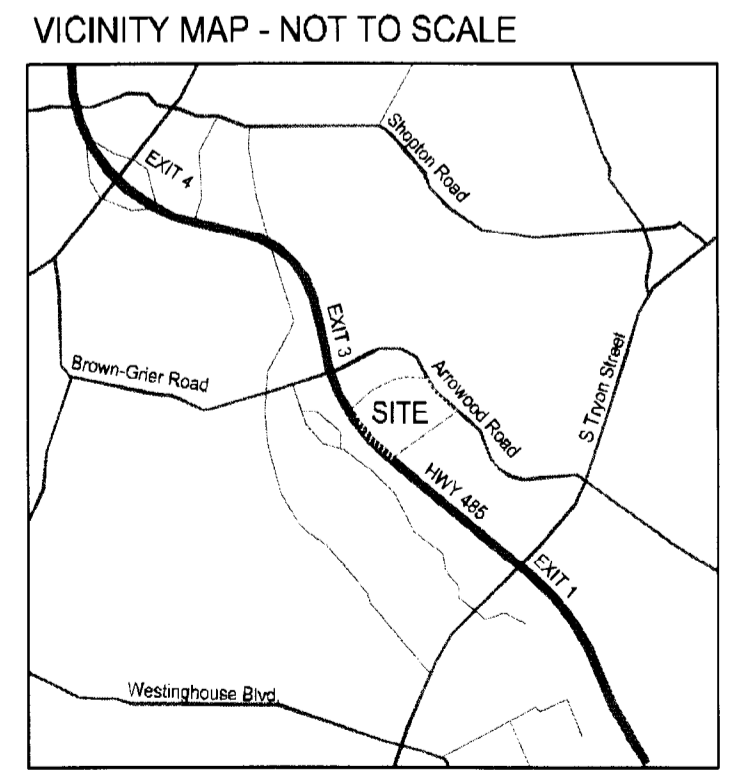 VICINITY MAP - NOT TO SCALE
EXIT 4
Shopton Road
EXIT 3
Brown-Grier Road
Arrowood Road
SITE
S Tryon Street
HWY 485
EXIT 1
Westinghouse Blvd.